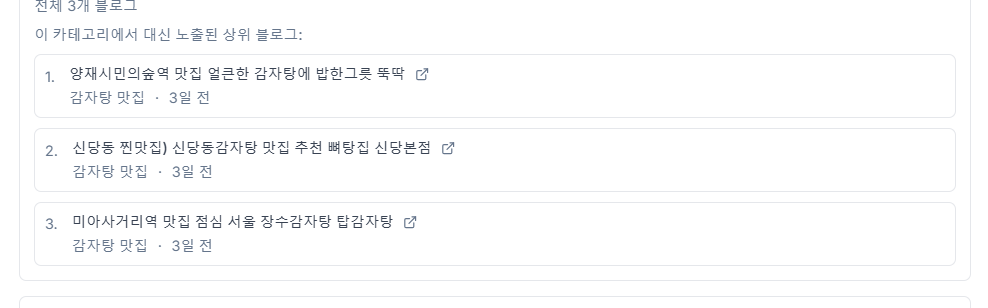 전체 3개 블로그
이 카테고리에서 대신 노출된 상위 블로그:
1. 양재시민의숲역 맛집 얼큰한 감자탕에 밥한그릇 뚝딱
감자탕 맛집 · 3일 전
2. 신당동 찐맛집) 신당동감자탕 맛집 추천 뼈탕집 신당본점
감자탕 맛집 · 3일 전
3. 미아사거리역 맛집 점심 서울 장수감자탕 탑감자탕
감자탕 맛집 · 3일 전